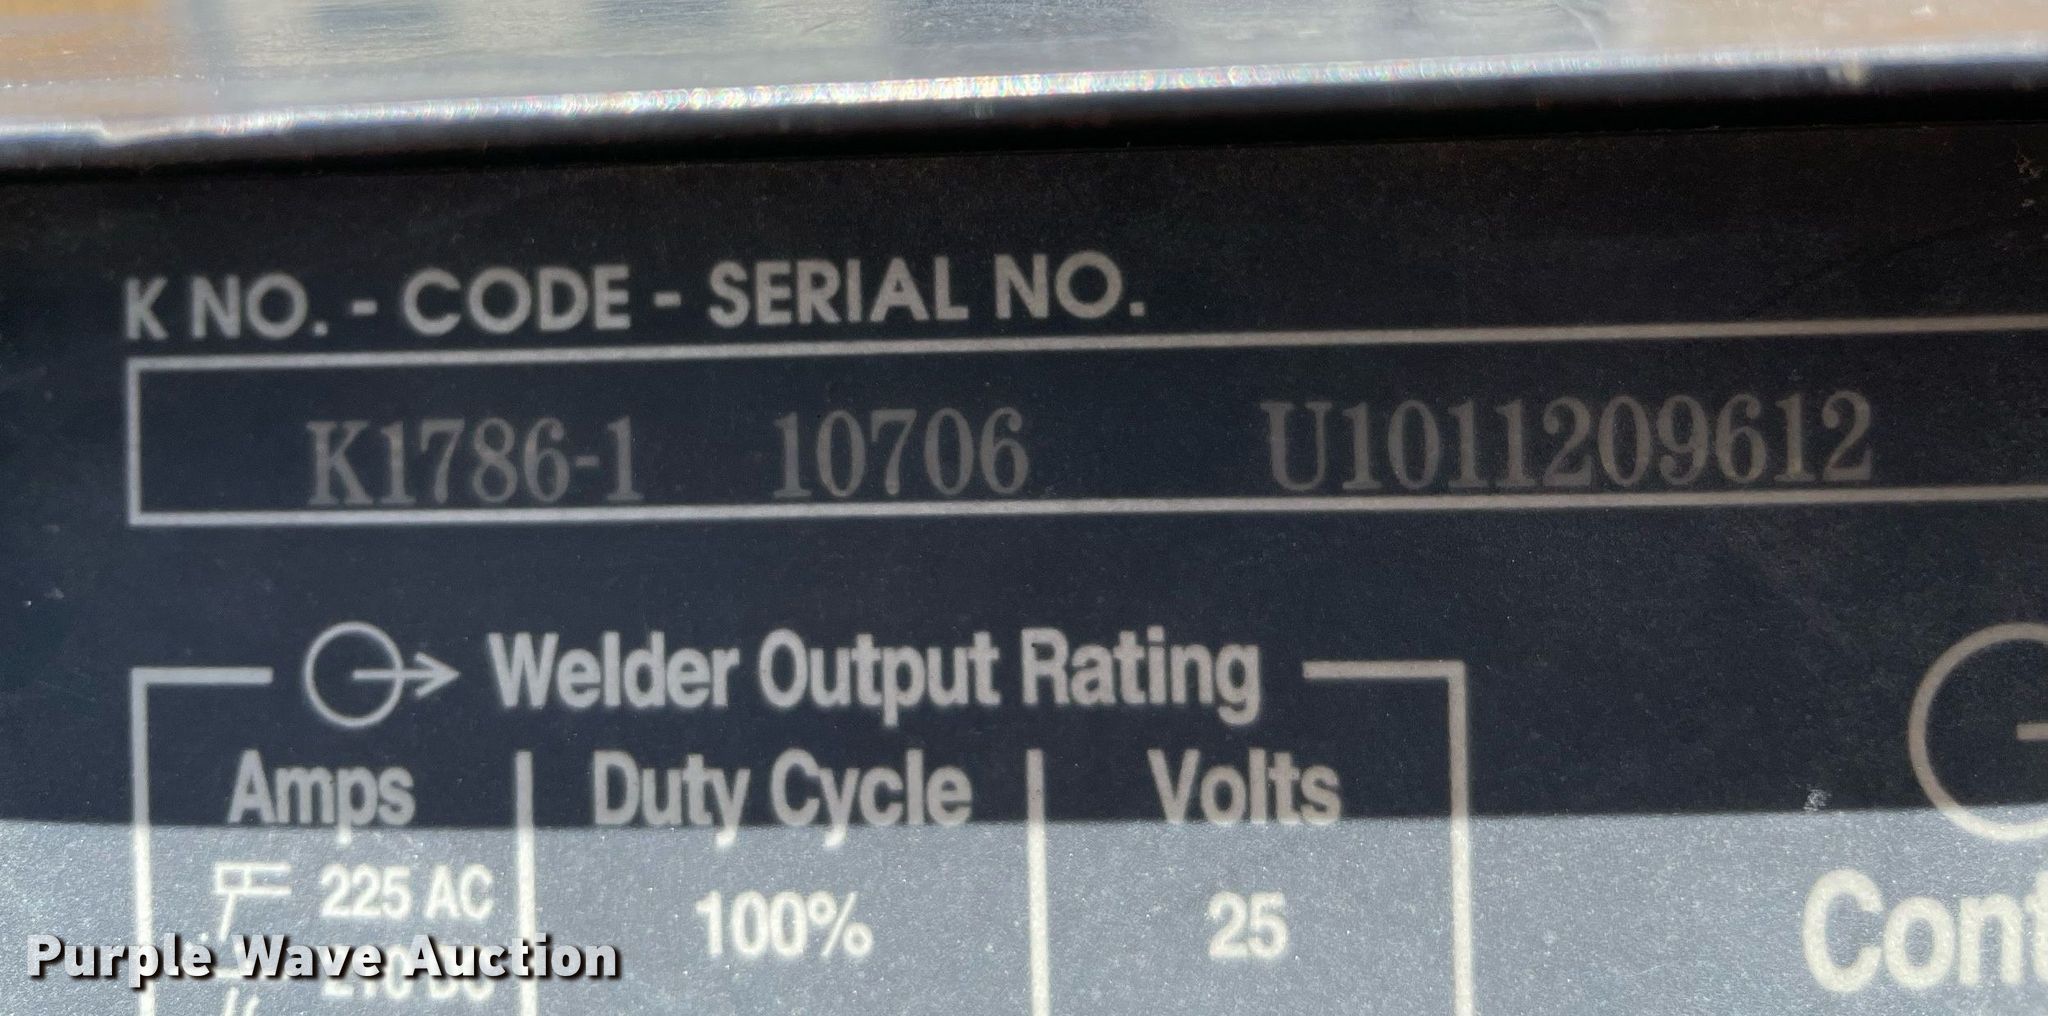 K NO. - CODE - SERIAL NO.
K1786-1 10706 U1011209612
Welder Output Rating
Amps Duty Cycle Volts
225 AC 100% 25
Cont
Purple Wave Auction